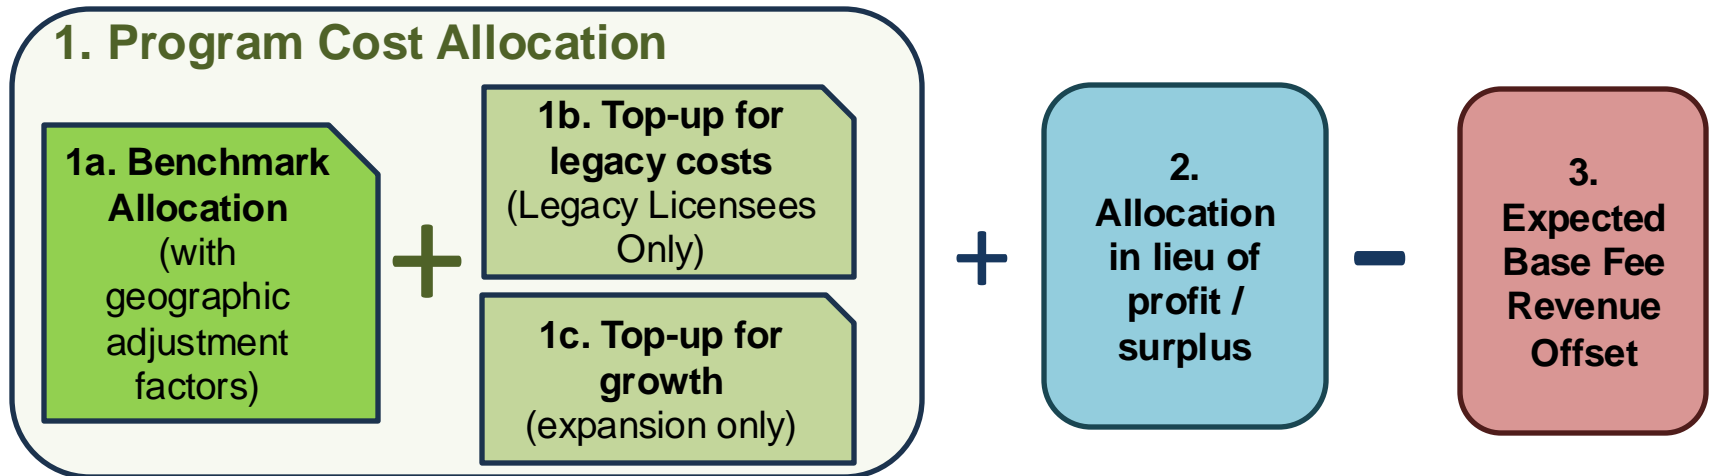 1. Program Cost Allocation
1a. Benchmark
Allocation
(with
geographic
adjustment
factors)
+
1b. Top-up for
legacy costs
(Legacy Licensees
Only)
1c. Top-up for
growth
(expansion only)
+
2.
Allocation
in lieu of
profit /
surplus
–
3.
Expected
Base Fee
Revenue
Offset